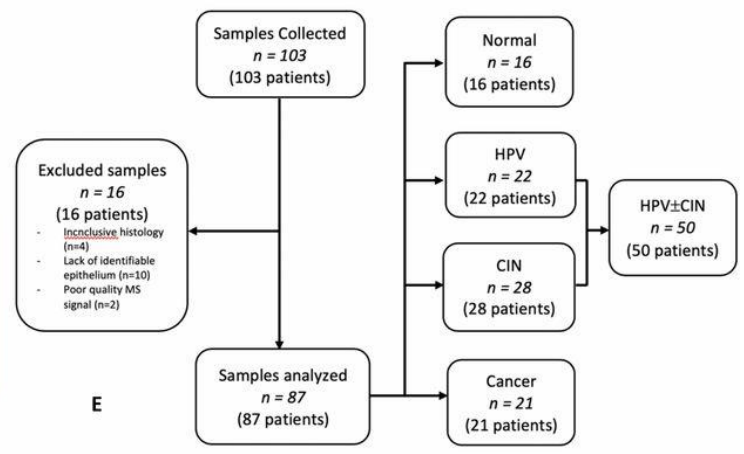 Samples Collected
n = 103
(103 patients)
Excluded samples
n = 16
(16 patients)
- Incnclusive histology
(n=4)
- Lack of identifiable
epithelium (n=10)
- Poor quality MS
signal (n=2)
Samples analyzed
n = 87
(87 patients)
Normal
n = 16
(16 patients)
HPV
n = 22
(22 patients)
CIN
n = 28
(28 patients)
Cancer
n = 21
(21 patients)
HPV±CIN
n = 50
(50 patients)
E